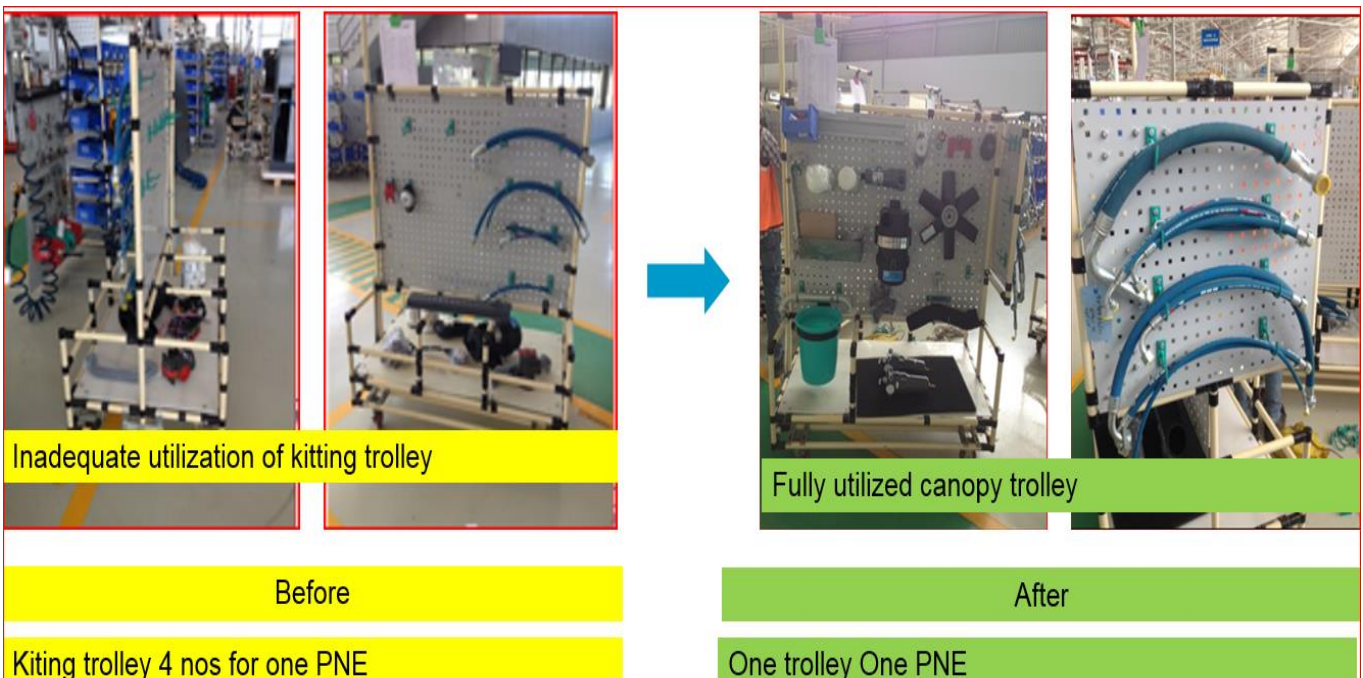 Inadequate utilization of kitting trolley
Fully utilized canopy trolley
Before
After
Kiting trolley 4 nos for one PNE
One trolley One PNE